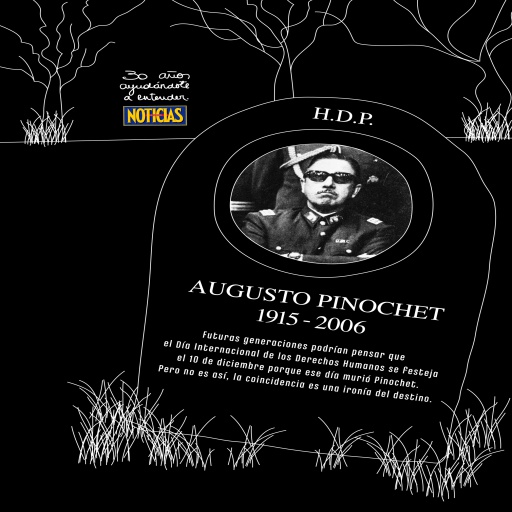 30 años
ayudándote
a entender
NOTICIAS
H.D.P.
AUGUSTO PINOCHET
1915 - 2006
Futuras generaciones podrían pensar que
el Día Internacional de los Derechos Humanos se festeja
el 10 de diciembre porque ese día murió Pinochet.
Pero no es así, la coincidencia es una ironía del destino.